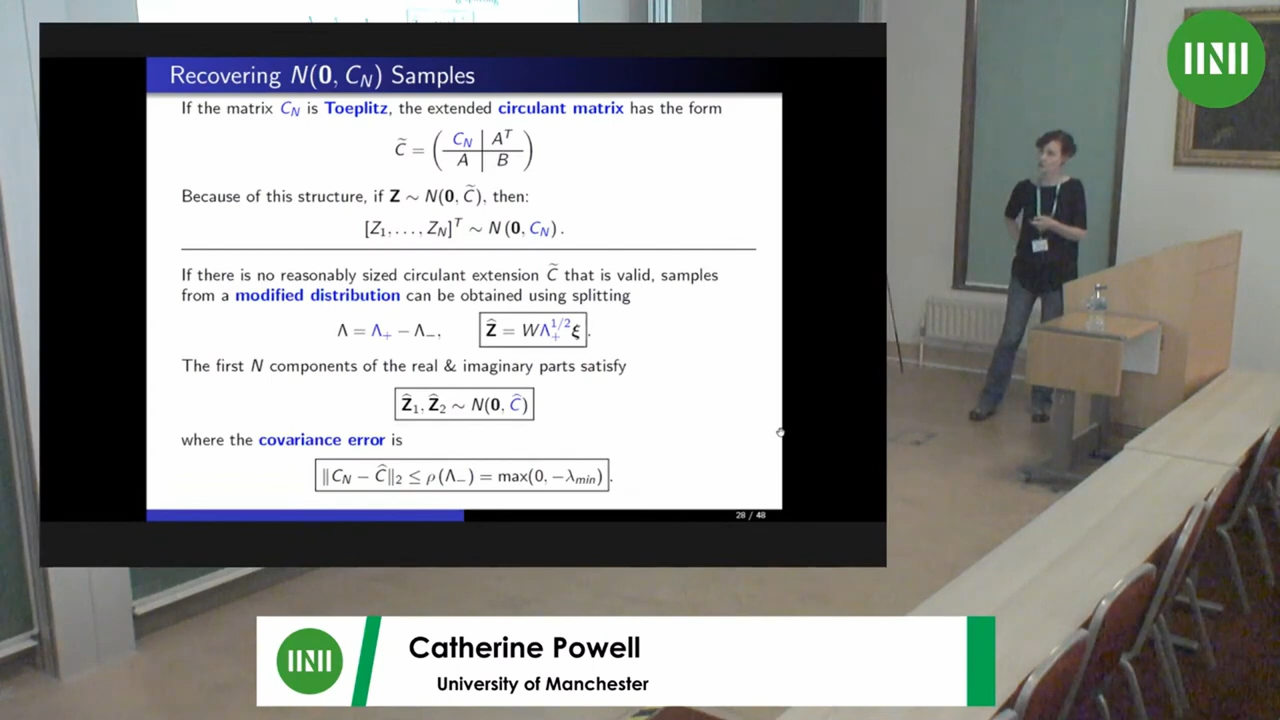 Recovering N(0, C_N) Samples
If the matrix C_N is Toeplitz, the extended circulant matrix has the form
C̃ = ( C_N | A^T
A | B )
Because of this structure, if Z ∼ N(0, C̃), then:
[Z_1, . . . , Z_N]^T ∼ N (0, C_N) .
If there is no reasonably sized circulant extension C̃ that is valid, samples
from a modified distribution can be obtained using splitting
Λ = Λ_+ − Λ_−, Ẑ = WΛ_+^{1/2}ξ .
The first N components of the real & imaginary parts satisfy
Ẑ_1, Ẑ_2 ∼ N(0, Ĉ)
where the covariance error is
‖C_N − Ĉ‖_2 ≤ ρ(Λ_−) = max(0, −λ_min) .
28 / 48
Catherine Powell
University of Manchester